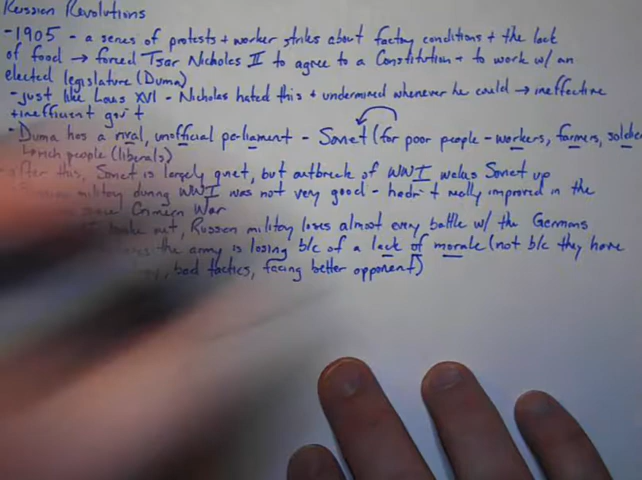 Russian Revolutions
-1905 - a series of protests + worker strikes about factory conditions + the lack
of food → forced Tsar Nicholas II to agree to a Constitution + to work w/ an
elected legislature (Duma)
-just like Louis XVI - Nicholas hated this + undermined whenever he could → ineffective
+ inefficient gov't
-Duma has a rival, unofficial parliament - Soviet (for poor people - workers, farmers, soldie
↳ rich people (liberals)
after this, Soviet is largely quiet, but outbreak of WWI wakes Soviet up
military during WWI was not very good - hadn't really improved in the
Crimean War
out, Russian military loses almost every battle w/ the Germans
the army is losing b/c of a lack of morale (not b/c they have
bad tactics, facing better opponent)